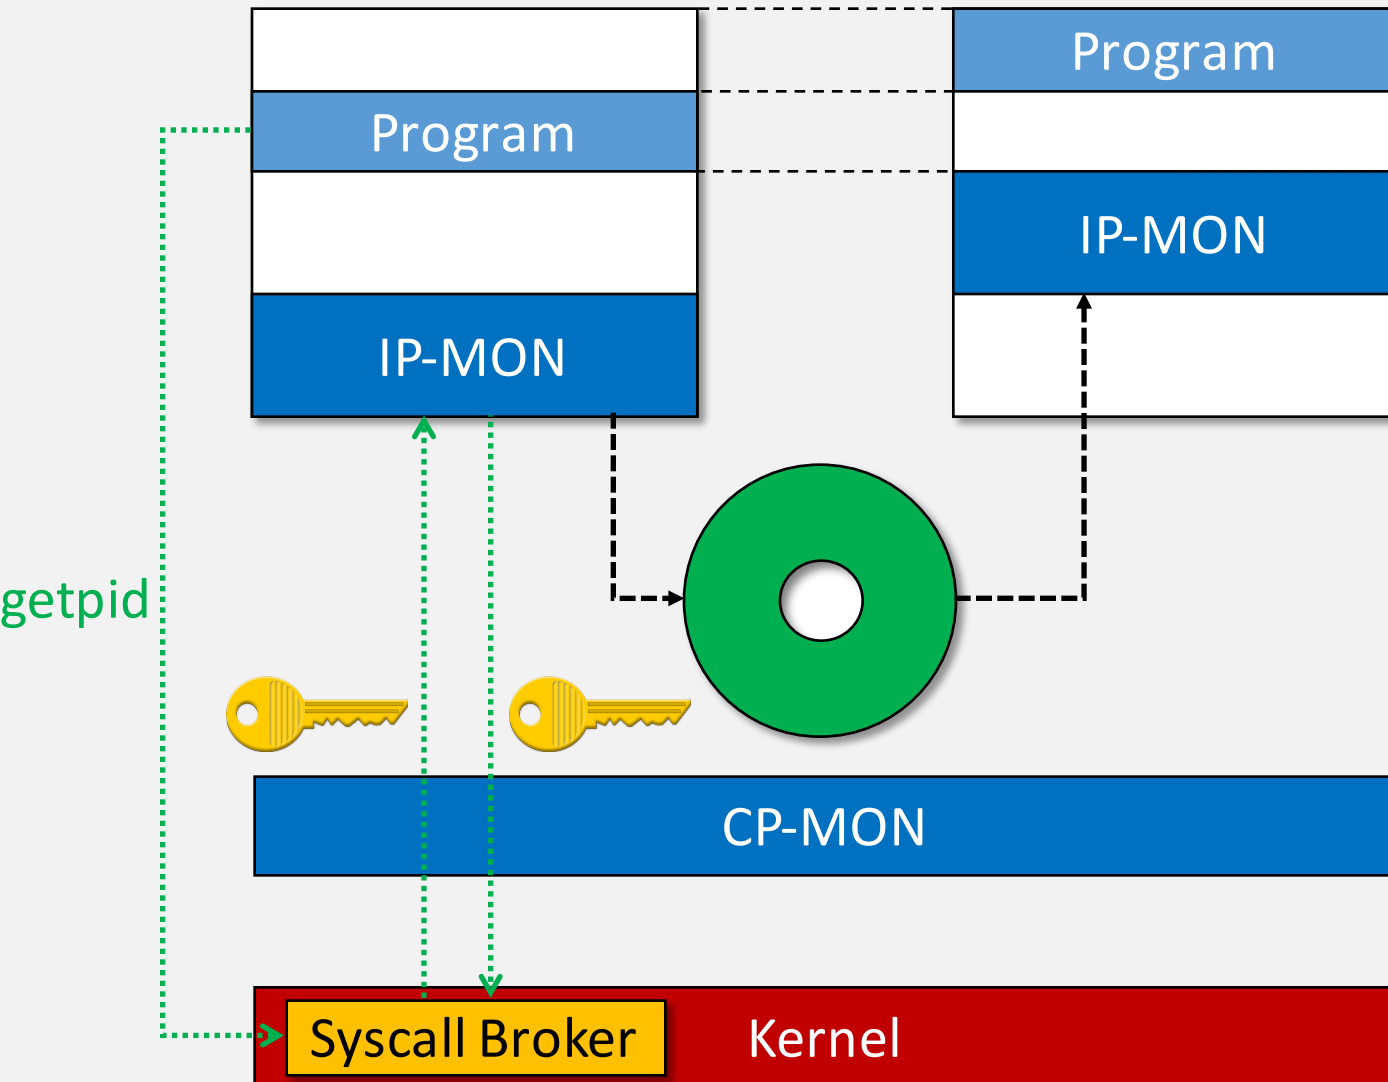 Program
Program
IP-MON
IP-MON
getpid
CP-MON
Syscall Broker
Kernel